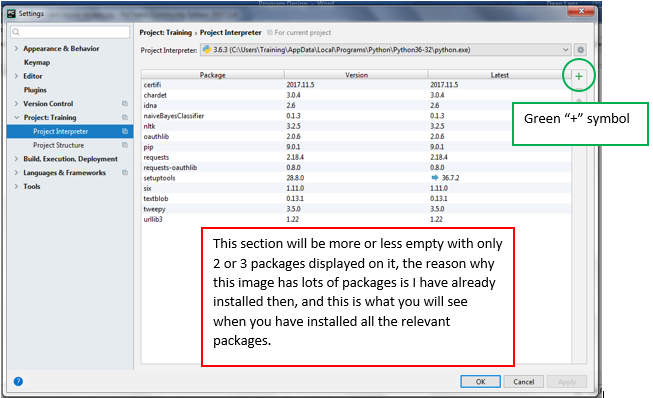 Settings
Project: Training › Project Interpreter For current project
Project Interpreter: 3.6.3 (C:\Users\Training\AppData\Local\Programs\Python\Python36-32\python.exe)
Appearance & Behavior
Keymap
Editor
Plugins
Version Control
Project: Training
Project Interpreter
Project Structure
Build, Execution, Deployment
Languages & Frameworks
Tools
Package Version Latest
certifi 2017.11.5 2017.11.5
chardet 3.0.4 3.0.4
idna 2.6 2.6
naiveBayesClassifier 0.1.3 0.1.3
nltk 3.2.5 3.2.5
oauthlib 2.0.6 2.0.6
pip 9.0.1 9.0.1
requests 2.18.4 2.18.4
requests-oauthlib 0.8.0 0.8.0
setuptools 28.8.0 36.7.2
six 1.11.0 1.11.0
textblob 0.13.1 0.13.1
tweepy 3.5.0 3.5.0
urllib3 1.22 1.22
+
Green “+” symbol
This section will be more or less empty with only
2 or 3 packages displayed on it, the reason why
this image has lots of packages is I have already
installed then, and this is what you will see
when you have installed all the relevant
packages.
?
OK Cancel Apply